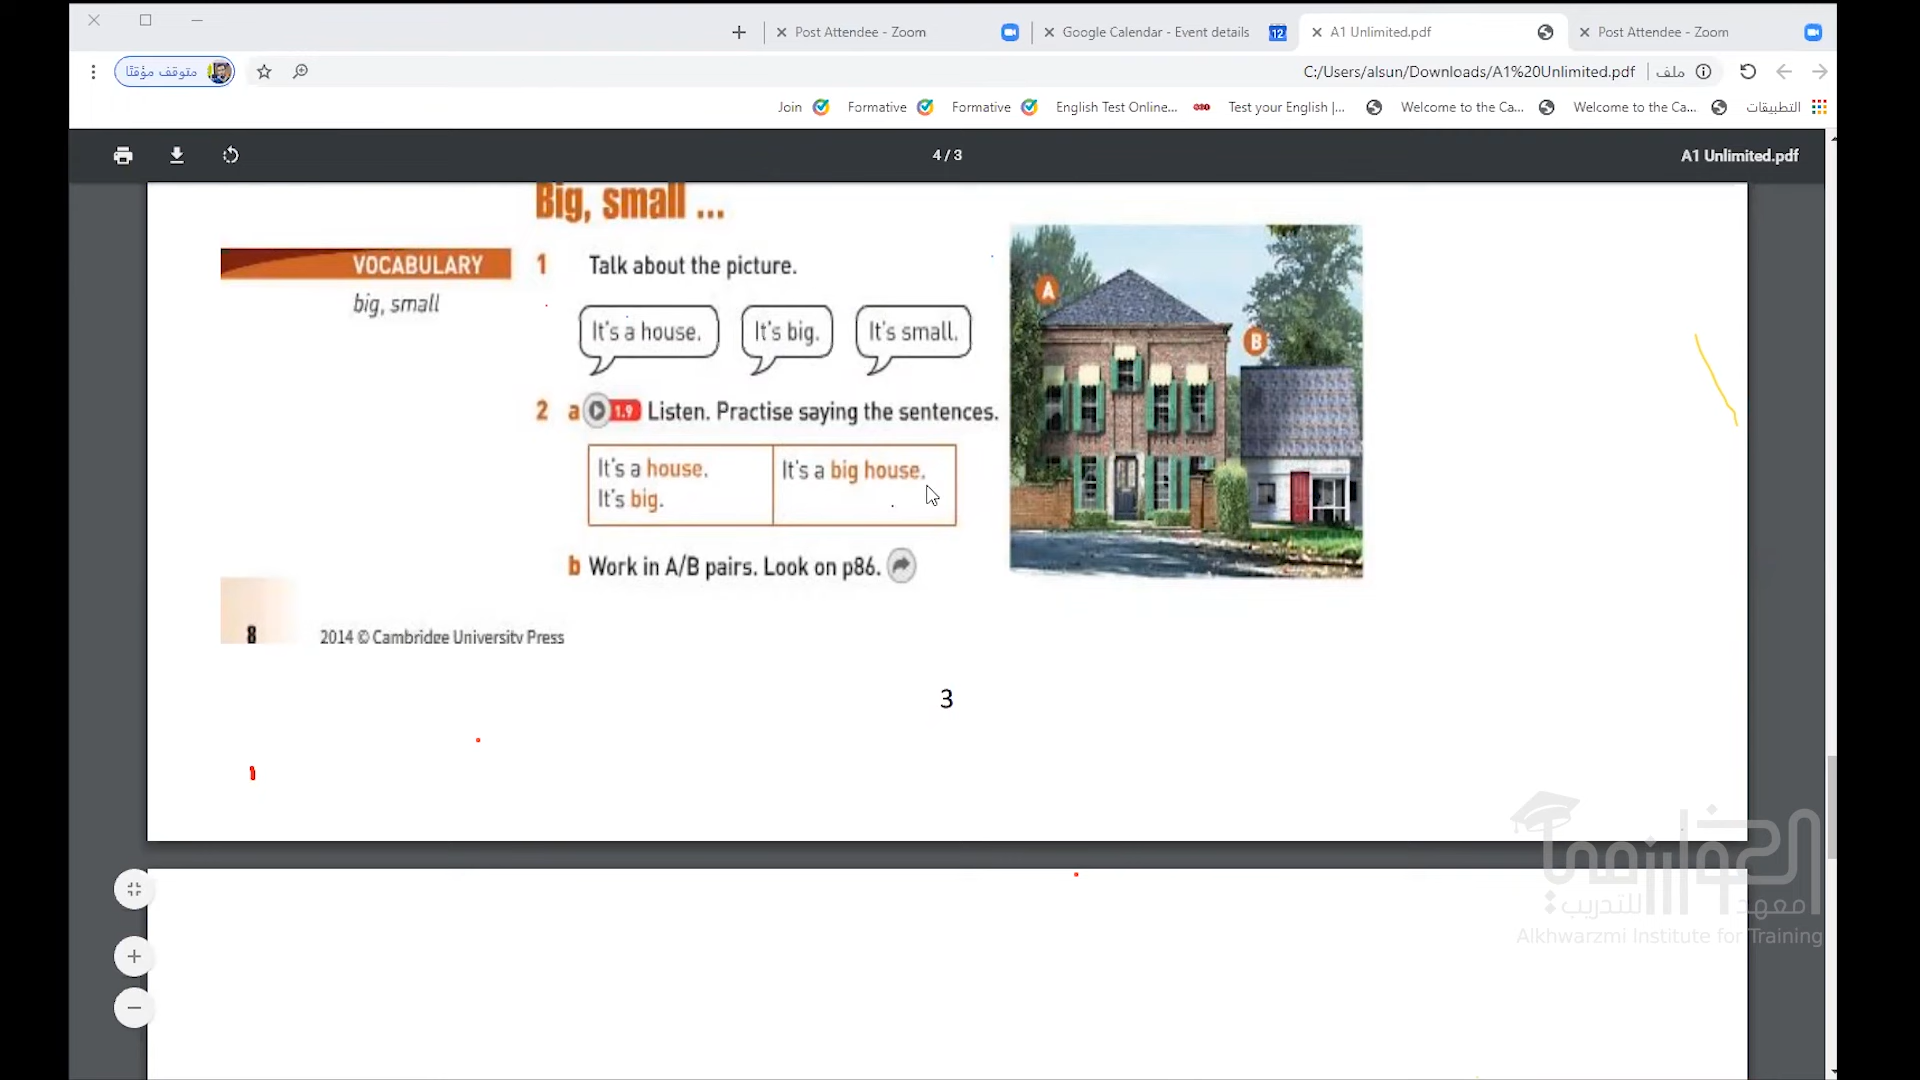 Post Attendee - Zoom
Google Calendar - Event details
12
A1 Unlimited.pdf
Post Attendee - Zoom
متوقف مؤقتًا
C:/Users/alsun/Downloads/A1%20Unlimited.pdf
ملف
Join
Formative
Formative
English Test Online...
Test your English |...
Welcome to the Ca...
Welcome to the Ca...
التطبيقات
4 / 3
A1 Unlimited.pdf
Big, small ...
VOCABULARY
big, small
1 Talk about the picture.
It's a house.
It's big.
It's small.
2 a 1.9 Listen. Practise saying the sentences.
It's a house.
It's big.
It's a big house.
b Work in A/B pairs. Look on p86.
A
B
8
2014 © Cambridge University Press
3
الخوارزمي
معهد للتدريب
Alkhwarzmi Institute for Training